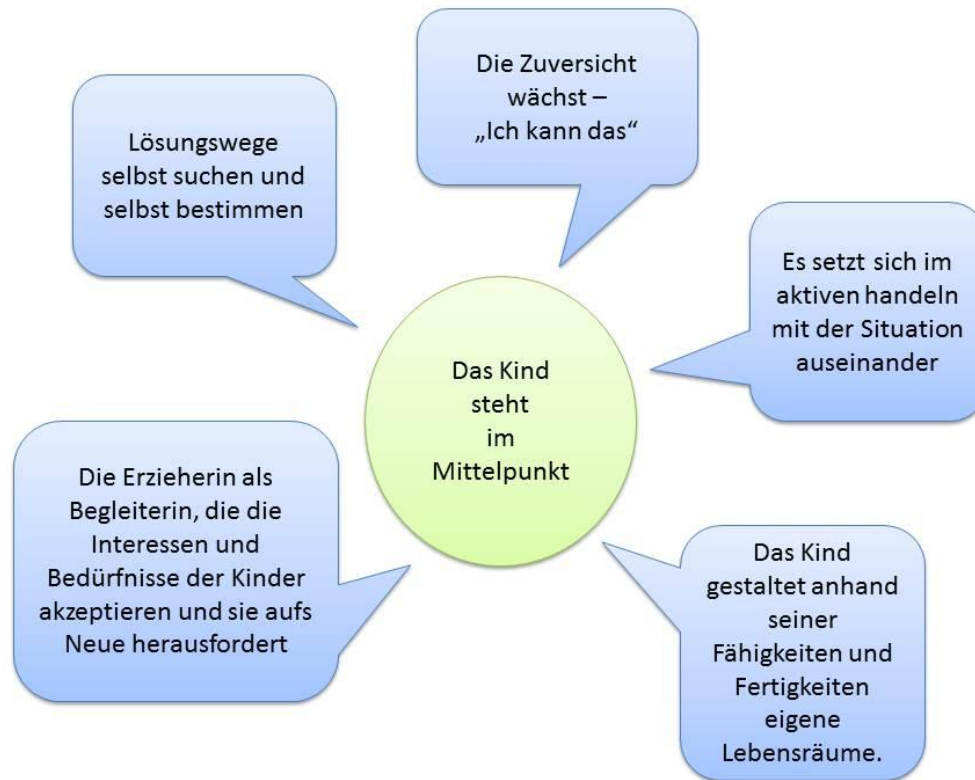 Die Zuversicht
wächst –
„Ich kann das“
Lösungswege
selbst suchen und
selbst bestimmen
Es setzt sich im
aktiven handeln
mit der Situation
auseinander
Das Kind
steht
im
Mittelpunkt
Die Erzieherin als
Begleiterin, die die
Interessen und
Bedürfnisse der Kinder
akzeptieren und sie aufs
Neue herausfordert
Das Kind
gestaltet anhand
seiner
Fähigkeiten und
Fertigkeiten
eigene
Lebensräume.